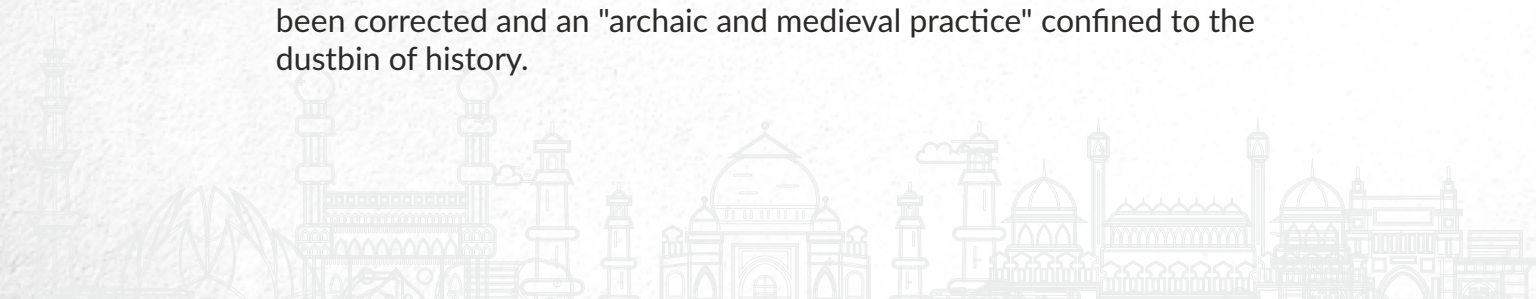 been corrected and an "archaic and medieval practice" confined to the
dustbin of history.